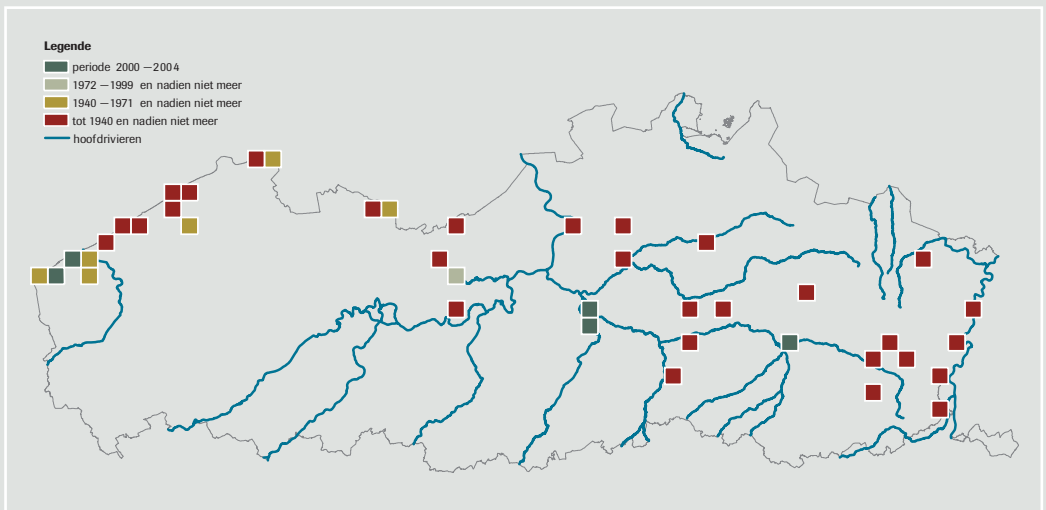 Legende
periode 2000 – 2004
1972 – 1999 en nadien niet meer
1940 – 1971 en nadien niet meer
tot 1940 en nadien niet meer
hoofdrivieren